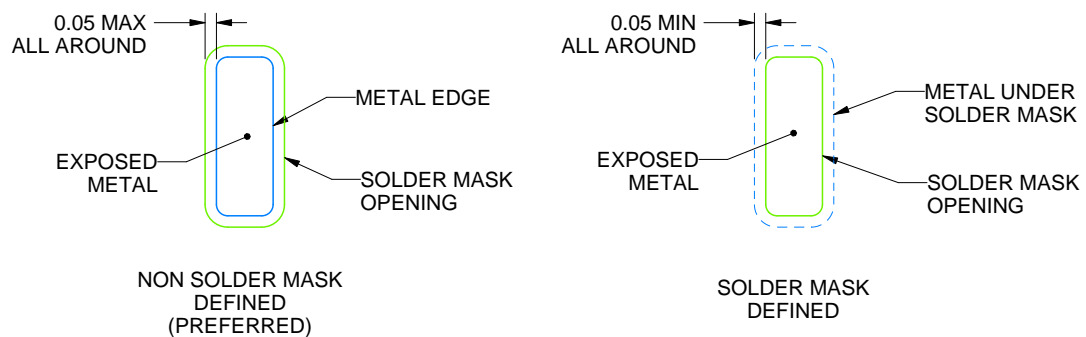 0.05 MAX
ALL AROUND
METAL EDGE
EXPOSED
METAL
SOLDER MASK
OPENING
NON SOLDER MASK
DEFINED
(PREFERRED)
0.05 MIN
ALL AROUND
METAL UNDER
SOLDER MASK
EXPOSED
METAL
SOLDER MASK
OPENING
SOLDER MASK
DEFINED